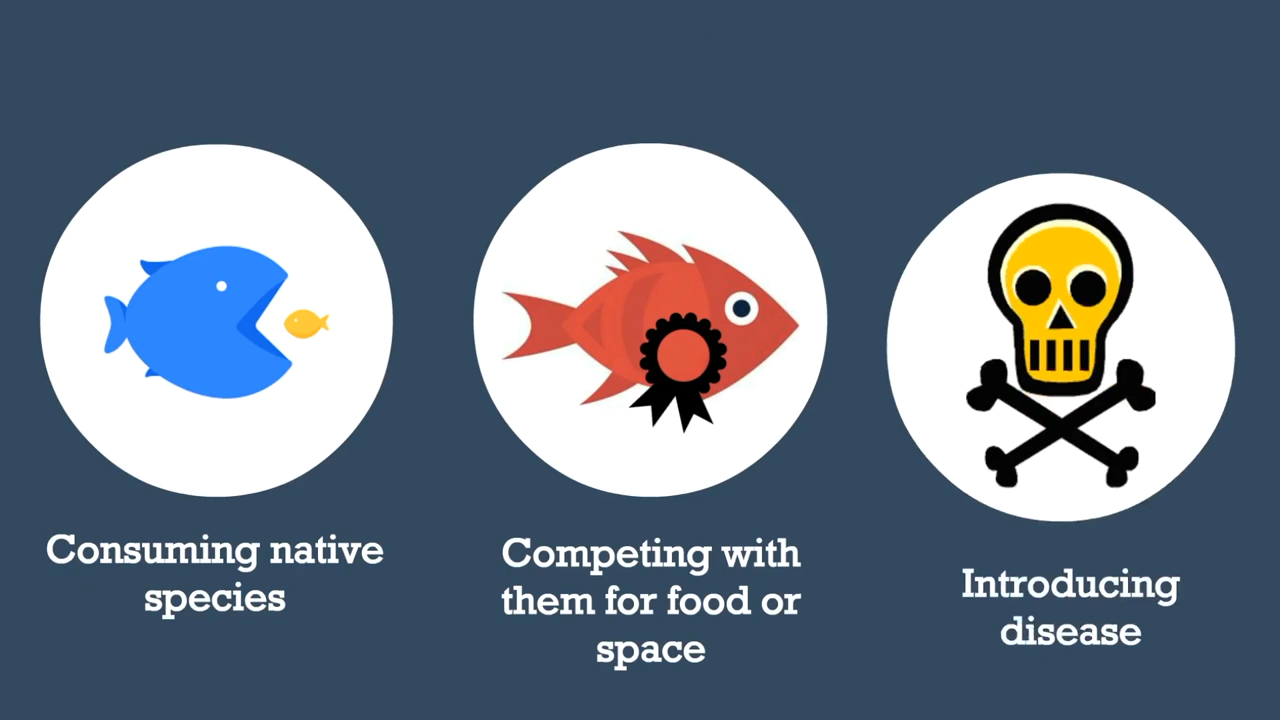 Consuming native
species
Competing with
them for food or
space
Introducing
disease